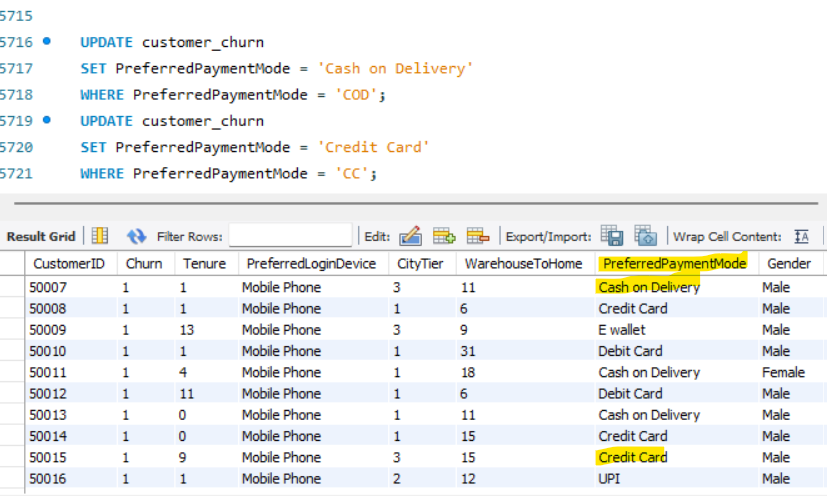 5715
5716 UPDATE customer_churn
5717 SET PreferredPaymentMode = 'Cash on Delivery'
5718 WHERE PreferredPaymentMode = 'COD';
5719 UPDATE customer_churn
5720 SET PreferredPaymentMode = 'Credit Card'
5721 WHERE PreferredPaymentMode = 'CC';
Result Grid Filter Rows: Edit: Export/Import: Wrap Cell Content: IA
CustomerID Churn Tenure PreferredLoginDevice CityTier WarehouseToHome PreferredPaymentMode Gender
50007 1 1 Mobile Phone 3 11 Cash on Delivery Male
50008 1 1 Mobile Phone 1 6 Credit Card Male
50009 1 13 Mobile Phone 3 9 E wallet Male
50010 1 1 Mobile Phone 1 31 Debit Card Male
50011 1 4 Mobile Phone 1 18 Cash on Delivery Female
50012 1 11 Mobile Phone 1 6 Debit Card Male
50013 1 0 Mobile Phone 1 11 Cash on Delivery Male
50014 1 0 Mobile Phone 1 15 Credit Card Male
50015 1 9 Mobile Phone 3 15 Credit Card Male
50016 1 1 Mobile Phone 2 12 UPI Male